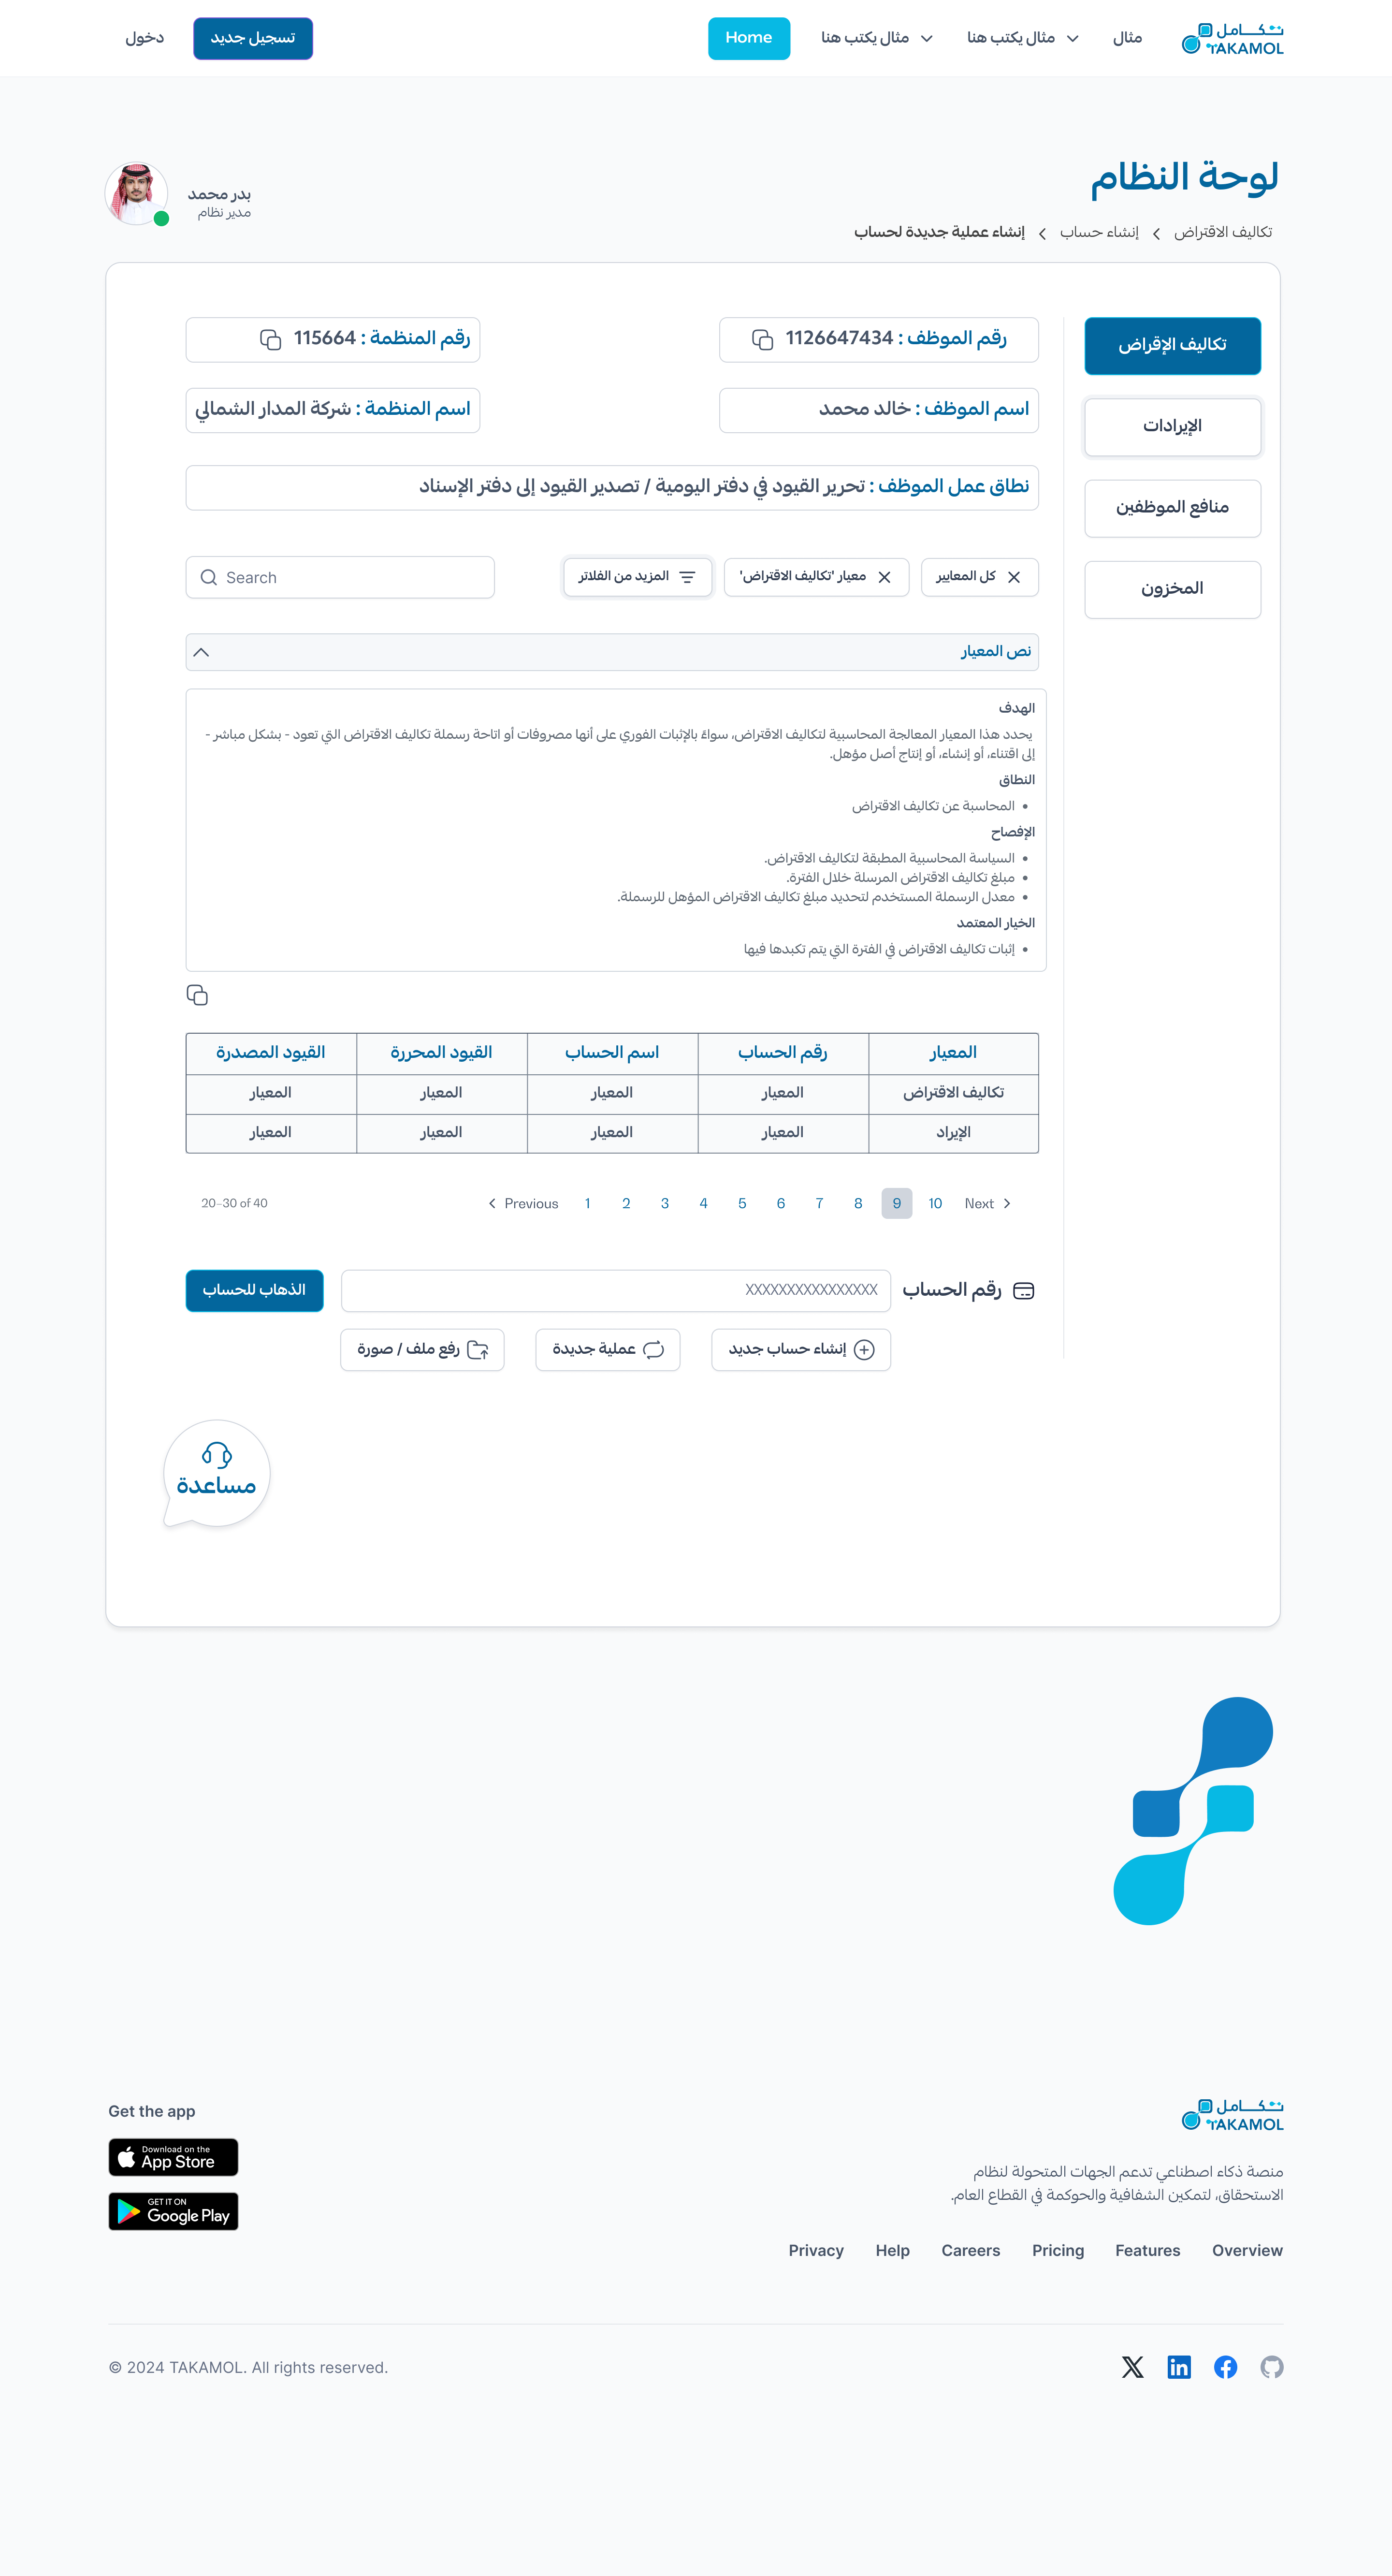 تكامل
TAKAMOL
مثال
مثال يكتب هنا
مثال يكتب هنا
Home
تسجيل جديد
دخول
لوحة النظام
بدر محمد
مدير نظام
تكاليف الاقتراض
إنشاء حساب
إنشاء عملية جديدة لحساب
تكاليف الإقراض
الإيرادات
منافع الموظفين
المخزون
رقم الموظف : 1126647434
رقم المنظمة : 115664
اسم الموظف : خالد محمد
اسم المنظمة : شركة المدار الشمالي
نطاق عمل الموظف : تحرير القيود في دفتر اليومية / تصدير القيود إلى دفتر الإسناد
كل المعايير
معيار 'تكاليف الاقتراض'
المزيد من الفلاتر
Search
نص المعيار
الهدف
يحدد هذا المعيار المعالجة المحاسبية لتكاليف الاقتراض، سواءً بالإثبات الفوري على أنها مصروفات أو اتاحة رسملة تكاليف الاقتراض التي تعود - بشكل مباشر -
إلى اقتناء، أو إنشاء، أو إنتاج أصل مؤهل.
النطاق
• المحاسبة عن تكاليف الاقتراض
الإفصاح
• السياسة المحاسبية المطبقة لتكاليف الاقتراض.
• مبلغ تكاليف الاقتراض المرسلة خلال الفترة.
• معدل الرسملة المستخدم لتحديد مبلغ تكاليف الاقتراض المؤهل للرسملة.
الخيار المعتمد
• إثبات تكاليف الاقتراض في الفترة التي يتم تكبدها فيها
المعيار رقم الحساب اسم الحساب القيود المحررة القيود المصدرة
تكاليف الاقتراض المعيار المعيار المعيار المعيار
الإيراد المعيار المعيار المعيار المعيار
Previous 1 2 3 4 5 6 7 8 9 10 Next
20-30 of 40
رقم الحساب
XXXXXXXXXXXXXXXX
الذهاب للحساب
إنشاء حساب جديد
عملية جديدة
رفع ملف / صورة
مساعدة
تكامل
TAKAMOL
منصة ذكاء اصطناعي تدعم الجهات المتحولة لنظام
الاستحقاق، لتمكين الشفافية والحوكمة في القطاع العام.
Privacy Help Careers Pricing Features Overview
Get the app
Download on the
App Store
GET IT ON
Google Play
© 2024 TAKAMOL. All rights reserved.